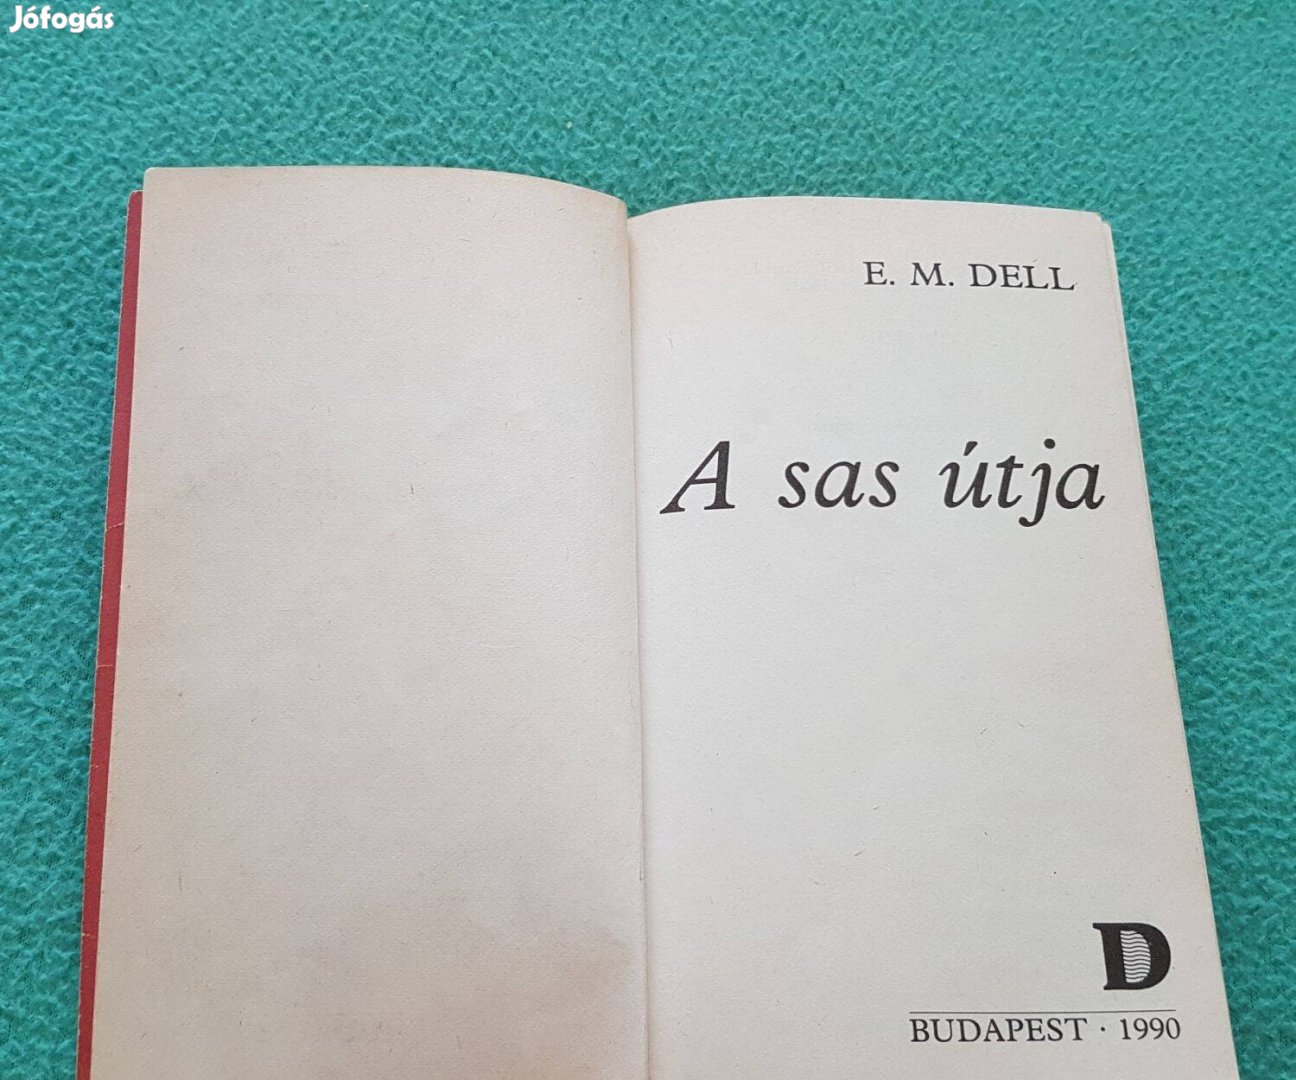 Jófogás
E. M. DELL
A sas útja
D
BUDAPEST · 1990